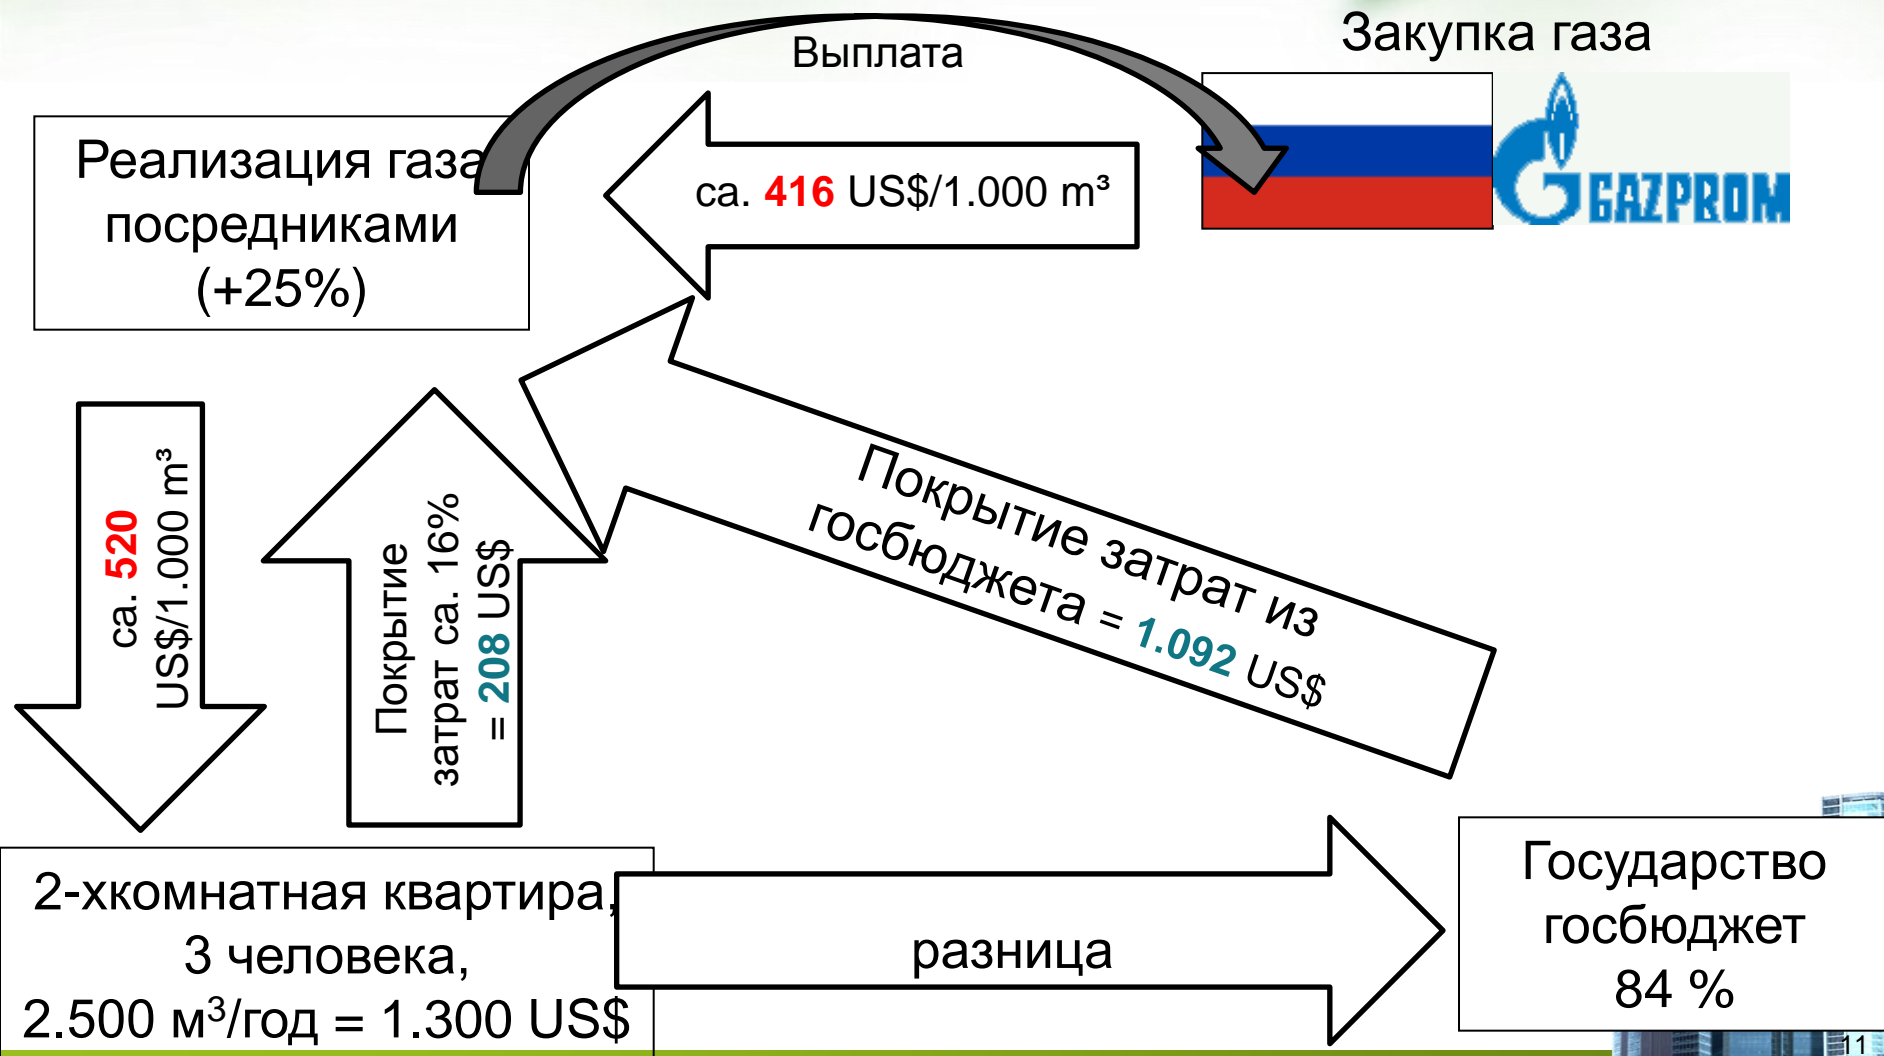 Закупка газа
Выплата
GAZPROM
Реализация газа
посредниками
(+25%)
ca. 416 US$/1.000 m³
ca. 520
US$/1.000 m³
Покрытие
затрат ca. 16%
= 208 US$
Покрытие затрат из
госбюджета = 1.092 US$
2-хкомнатная квартира,
3 человека,
2.500 м³/год = 1.300 US$
разница
Государство
госбюджет
84 %
11